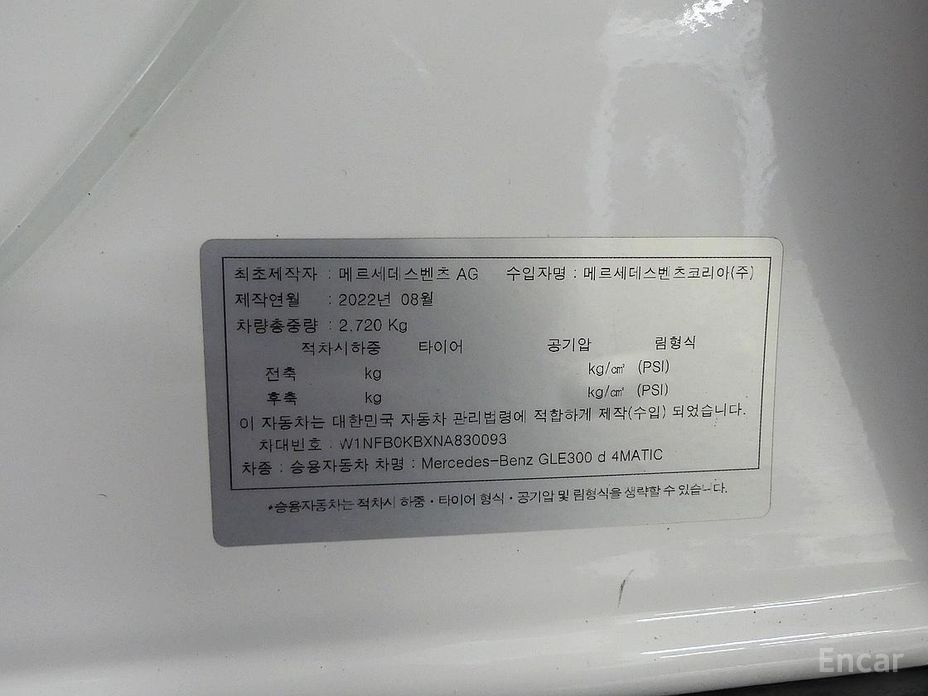 최초제작자 : 메르세데스벤츠 AG 수입자명 : 메르세데스벤츠코리아(주)
제작연월 : 2022년 08월
차량총중량 : 2,720 Kg
적차시하중 타이어 공기압 림형식
전축 kg kg/㎠ (PSI)
후축 kg kg/㎠ (PSI)
이 자동차는 대한민국 자동차 관리법령에 적합하게 제작(수입) 되었습니다.
차대번호 : W1NFB0KBXNA830093
차종 : 승용자동차 차명 : Mercedes-Benz GLE300 d 4MATIC
*승용자동차는 적차시 하중·타이어 형식·공기압 및 림형식을 생략할 수 있습니다.
Encar